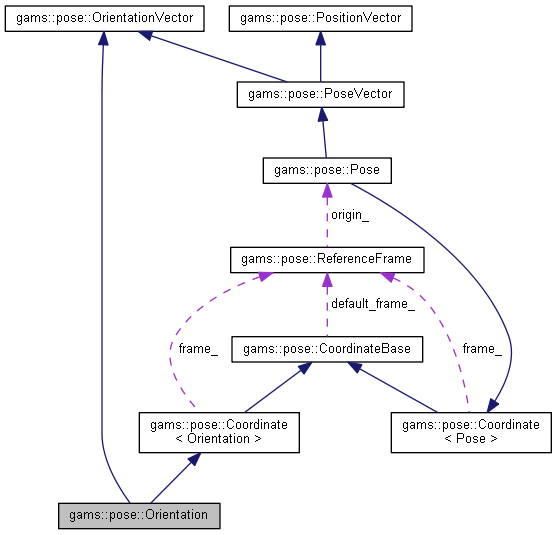 gams::pose::OrientationVector
gams::pose::PositionVector
gams::pose::PoseVector
gams::pose::Pose
origin_
gams::pose::ReferenceFrame
default_frame_
frame_
frame_
gams::pose::CoordinateBase
gams::pose::Coordinate
< Orientation >
gams::pose::Coordinate
< Pose >
gams::pose::Orientation